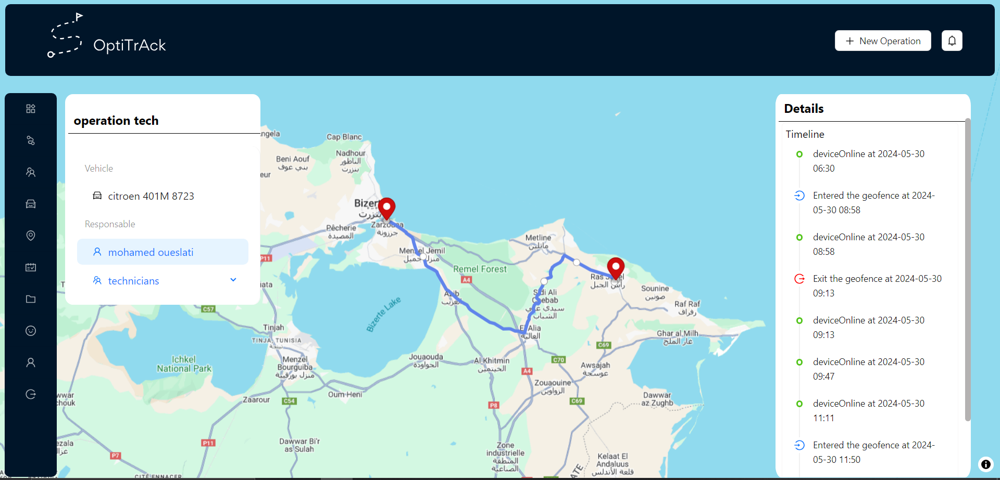 OptiTrAck
New Operation
operation tech
Vehicle
citroen 401M 8723
Responsable
mohamed oueslati
technicians
Details
Timeline
deviceOnline at 2024-05-30
06:30
Entered the geofence at 2024-
05-30 08:58
deviceOnline at 2024-05-30
08:58
Exit the geofence at 2024-05-30
09:13
deviceOnline at 2024-05-30
09:13
deviceOnline at 2024-05-30
09:47
deviceOnline at 2024-05-30
11:11
Entered the geofence at 2024-
05-30 11:50
ngela
Cap Blanc
Beni Aouf
بني عوف
Nadhour
الناظور
بنزرت
eur
Bizert
بنزرت
Zarzouna
جرزونة
Pêcherie
المصيدة
P11
Menzel Jemil
منزل جميل
Metline
ماتلين
Remel Forest
A4
Ras Jebel
رأس الجبل
Sounine
صونين
Raf Raf
رفراف
Azib
العزيب
Sidi Ali
Chebab
سيدي علي
الشباب
Bizerte Lake
El Alia
العالية
Ghar al Milh
غار الملح
C57
Tinjah
TINJA, TUNISIA
تينجة
C69
Ichkel
National Park
Menzel
Bourguiba
منزل بورقيبة
Jouaouda
الجواودة
Al Khitmin
الخيتمين
C70
A4
Awsajah
عوسجة
Zouaouine
الزواوين
Oum Heni
Zaarour
C54
P8
C69
Dawwar
az Zughb
wwar
chouk
P11
Dawwar Bi'r
as Sulah
ezala
P7
Zone
industrielle
المنطقة
الصناعية
Kelaat El
Andaluus
قلعة الأندلس
CITÉ ENNACER